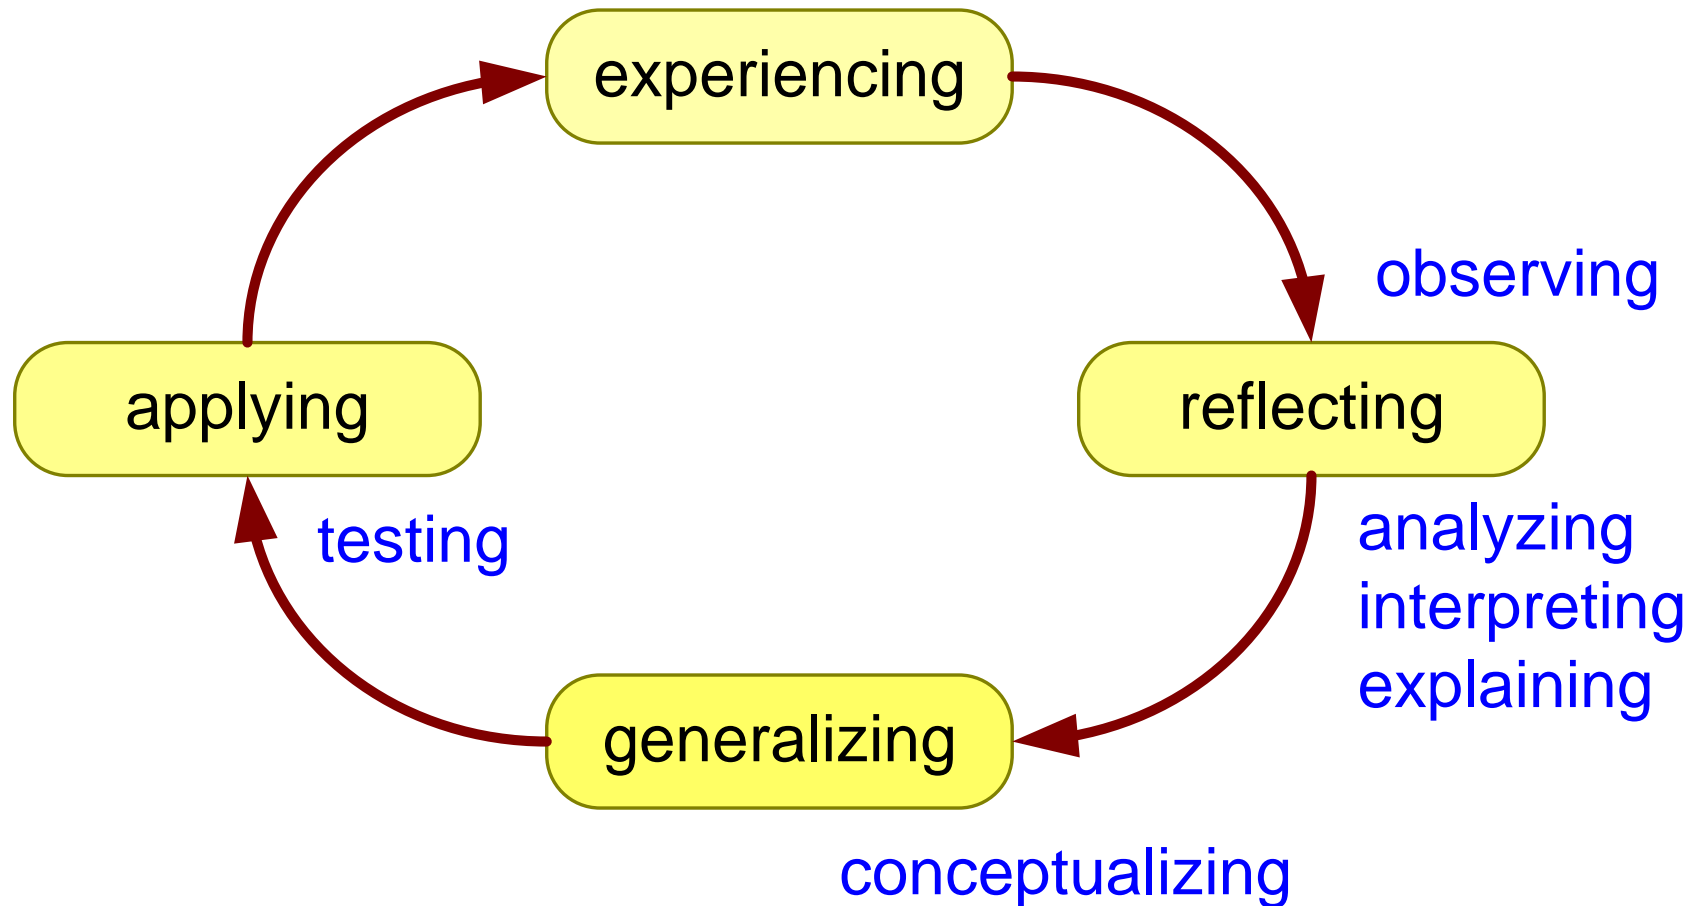 experiencing
observing
applying
reflecting
testing
analyzing
interpreting
explaining
generalizing
conceptualizing